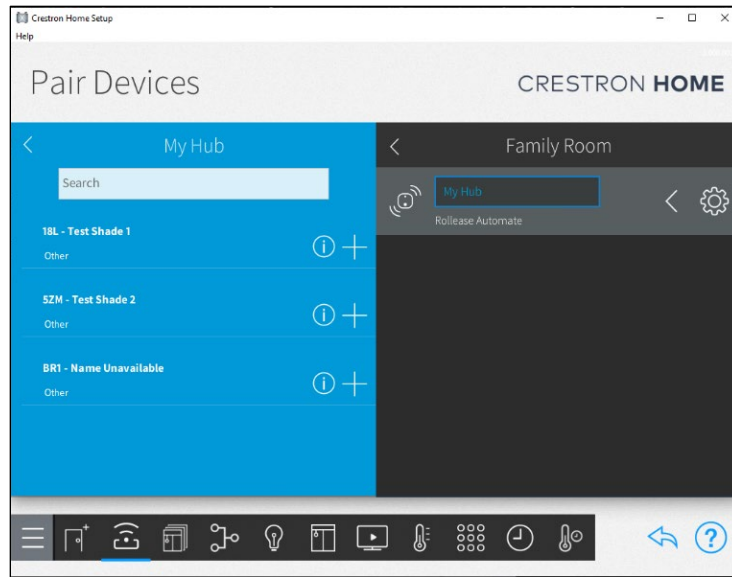 Crestron Home Setup
Help
Pair Devices
CRESTRON HOME
My Hub
Search
18L - Test Shade 1
Other
5ZM - Test Shade 2
Other
BR1 - Name Unavailable
Other
Family Room
My Hub
Rollease Automate